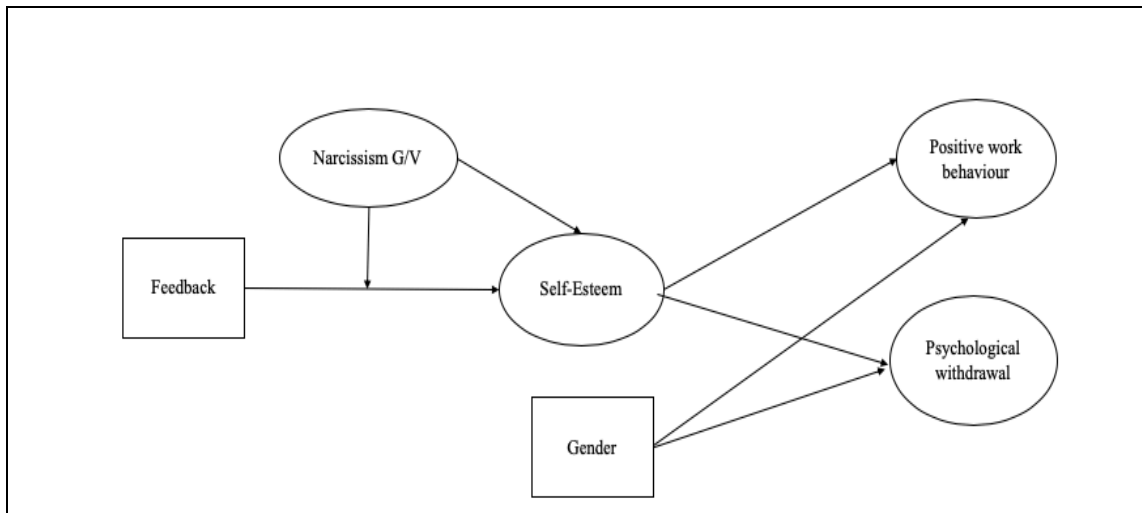 Narcissism G/V
Positive work
behaviour
Feedback
Self-Esteem
Psychological
withdrawal
Gender